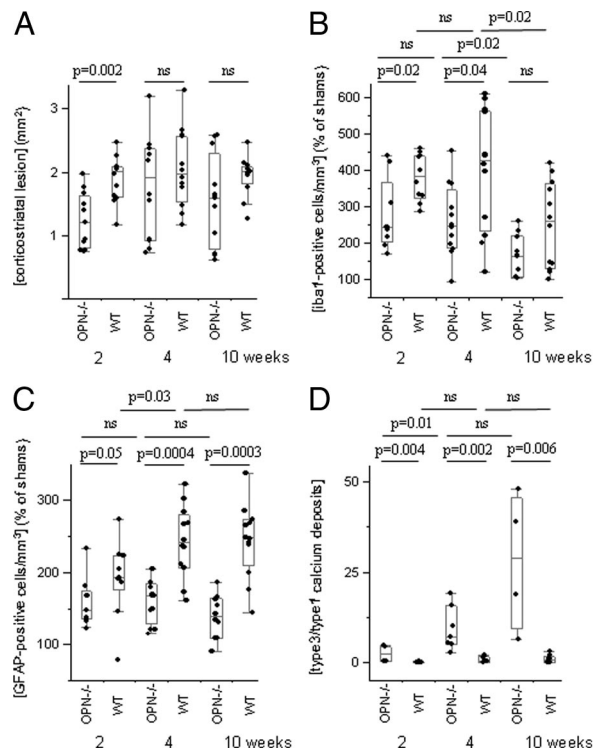 A
p=0.002
ns
ns
[corticostriatal lesion] (mm²)
3
2
1
0
OPN-/-
WT
OPN-/-
WT
OPN-/-
WT
2
4
10 weeks
B
ns
p=0.02
ns
p=0.02
p=0.02
p=0.04
ns
[iba1-positive cells/mm³] (% of shams}
600
500
400
300
200
100
OPN-/-
WT
OPN-/-
WT
OPN-/-
WT
2
4
10 weeks
C
p=0.03
ns
ns
ns
p=0.05
p=0.0004
p=0.0003
[GFAP-positive cells/mm³] (% of shams}
300
200
100
OPN-/-
WT
OPN-/-
WT
OPN-/-
WT
2
4
10 weeks
D
ns
ns
p=0.01
ns
p=0.004
p=0.002
p=0.006
[type3/type1 calcium deposits]
50
25
0
OPN-/-
WT
OPN-/-
WT
OPN-/-
WT
2
4
10 weeks